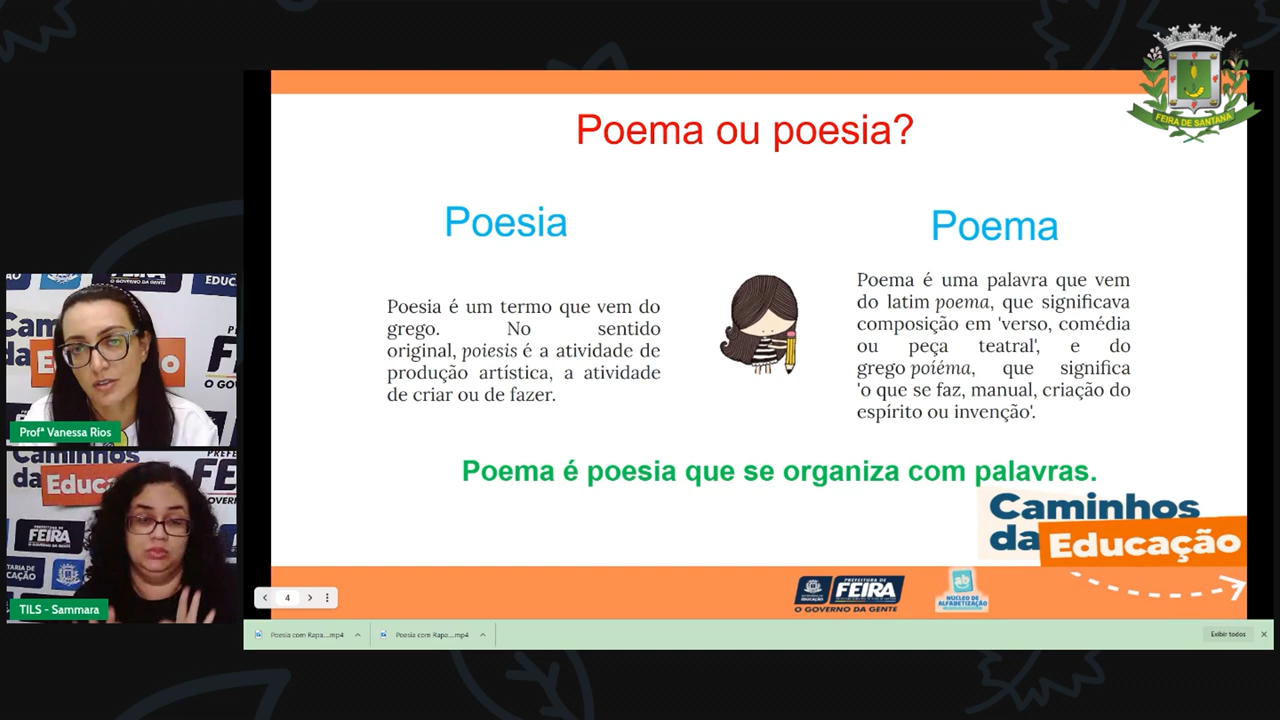 FEIRA DE SANTANA
Poema ou poesia?
Poesia
Poesia é um termo que vem do
grego. No sentido
original, poiesis é a atividade de
produção artística, a atividade
de criar ou de fazer.
Poema
Poema é uma palavra que vem
do latim poema, que significava
composição em 'verso, comédia
ou peça teatral', e do
grego poíéma, que significa
'o que se faz, manual, criação do
espírito ou invenção'.
Poema é poesia que se organiza com palavras.
Caminhos
da Educação
PREFEITURA DE
FEIRA
O GOVERNO DA GENTE
NÚCLEO DE
ALFABETIZAÇÃO
4
Poesia com Rapa....mp4
Poesia com Rapo....mp4
Exibir todos
Profª Vanessa Rios
TILS - Sammara